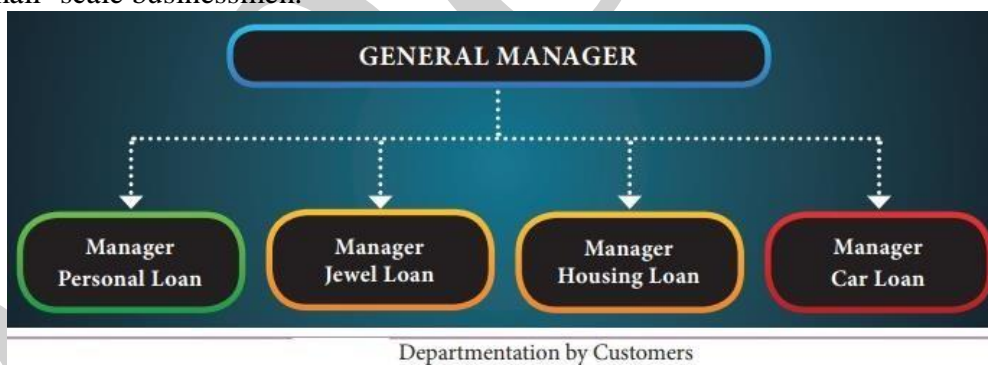 scale businessmen.
GENERAL MANAGER
Manager
Personal Loan
Manager
Jewel Loan
Manager
Housing Loan
Manager
Car Loan
Departmentation by Customers